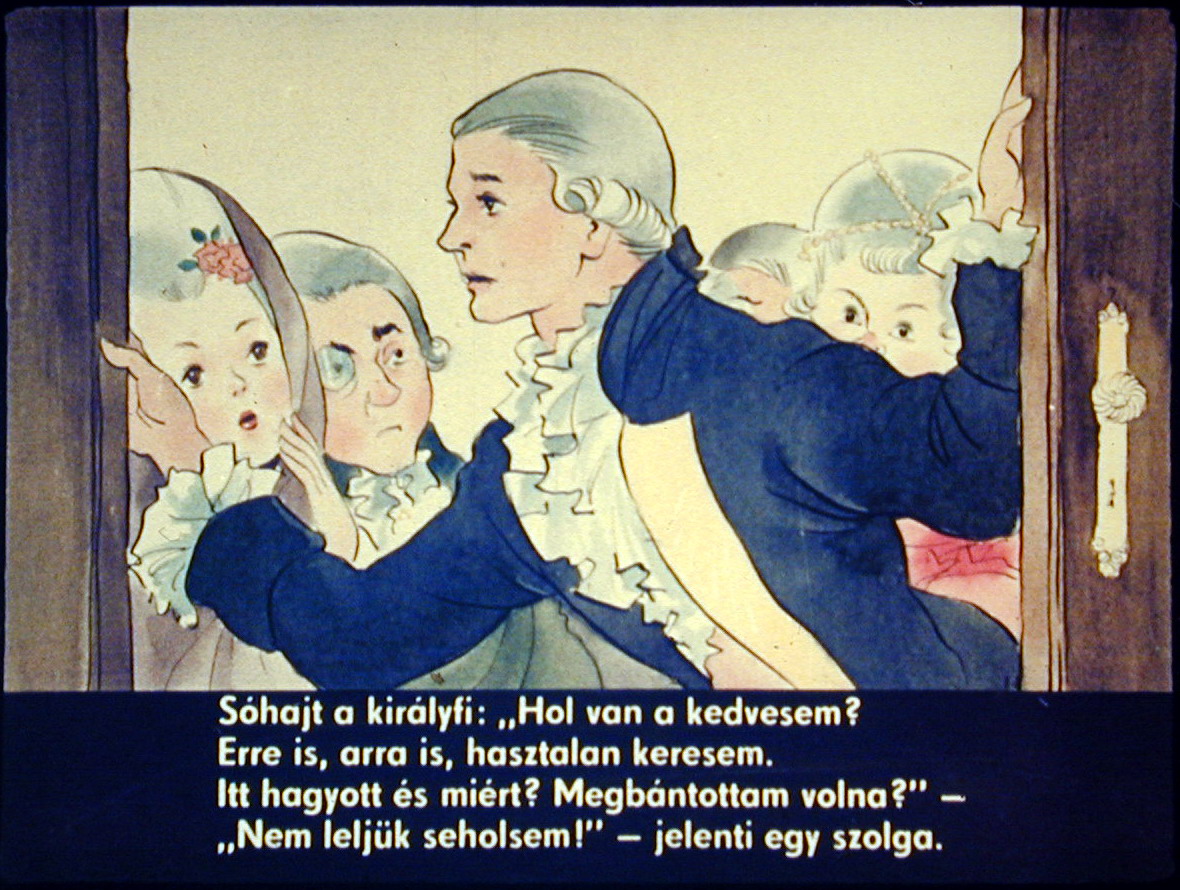 Sóhajt a királyfi: „Hol van a kedvesem?
Erre is, arra is, hasztalan keresem.
Itt hagyott és miért? Megbántottam volna?” —
„Nem leljük seholsem!” — jelenti egy szolga.